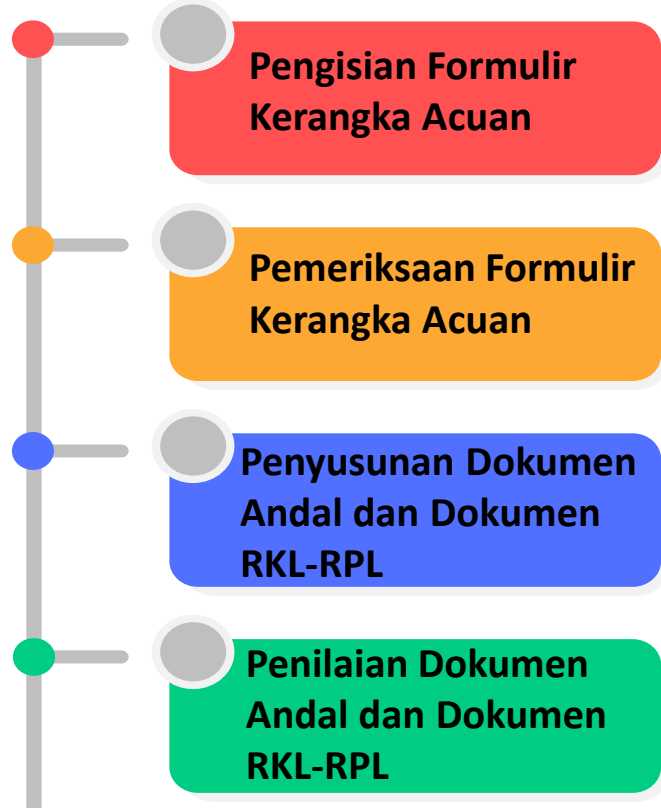 Pengisian Formulir
Kerangka Acuan
Pemeriksaan Formulir
Kerangka Acuan
Penyusunan Dokumen
Andal dan Dokumen
RKL-RPL
Penilaian Dokumen
Andal dan Dokumen
RKL-RPL